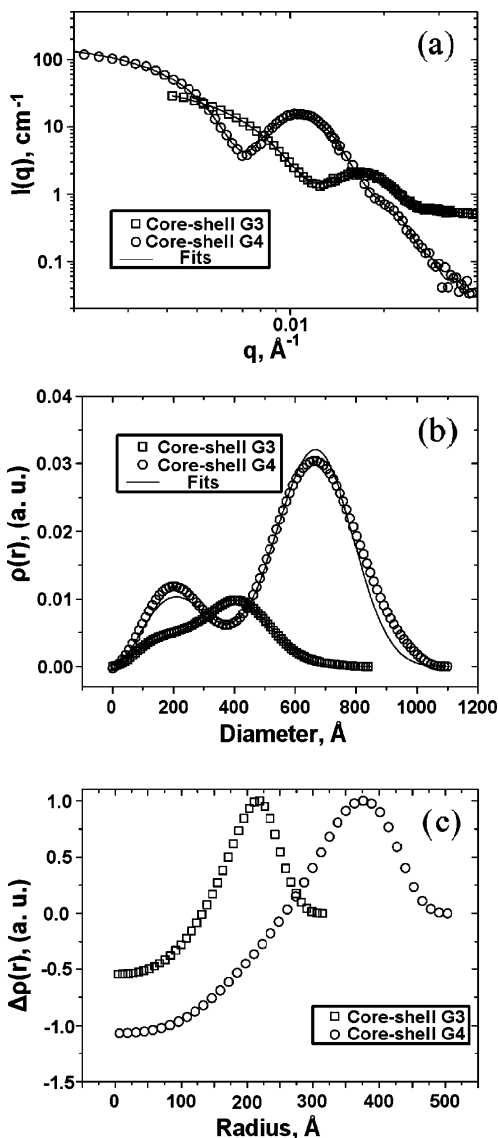 (a)
100
10
1
0.1
I(q), cm-1
Core-shell G3
Core-shell G4
Fits
0.01
q, Å-1
(b)
0.04
0.03
0.02
0.01
0.00
ρ(r), (a. u.)
Core-shell G3
Core-shell G4
Fits
0 200 400 600 800 1000 1200
Diameter, Å
(c)
1.0
0.5
0.0
-0.5
-1.0
-1.5
Δρ(r), (a. u.)
Core-shell G3
Core-shell G4
0 100 200 300 400 500
Radius, Å